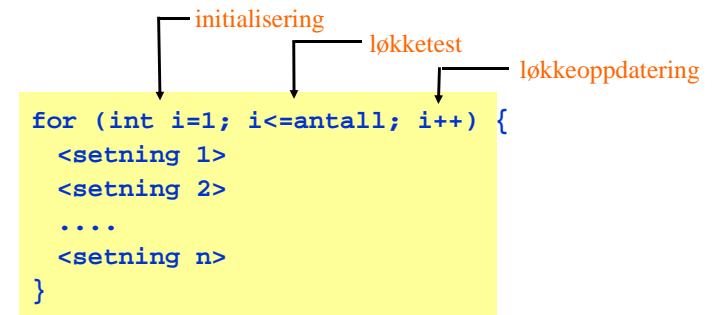 initialisering
løkketest
løkkeoppdatering
for (int i=1; i<=antall; i++) {
<setning 1>
<setning 2>
....
<setning n>
}